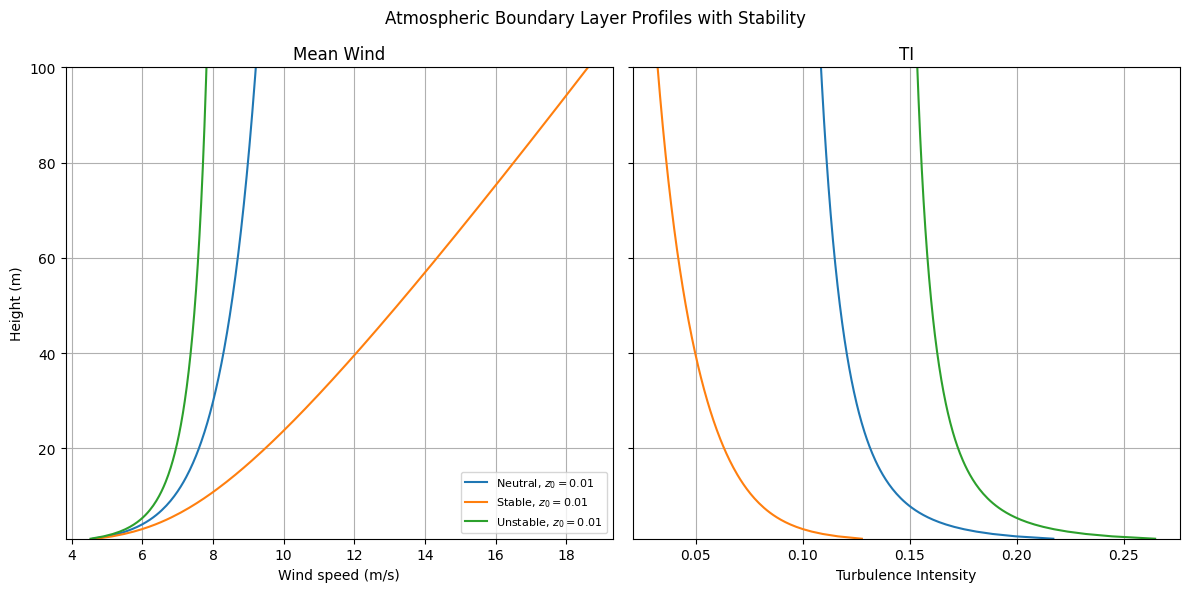 Atmospheric Boundary Layer Profiles with Stability
Mean Wind
100
80
60
40
20
Height (m)
4 6 8 10 12 14 16 18
Wind speed (m/s)
Neutral, $z_0 = 0.01$
Stable, $z_0 = 0.01$
Unstable, $z_0 = 0.01$
TI
0.05 0.10 0.15 0.20 0.25
Turbulence Intensity